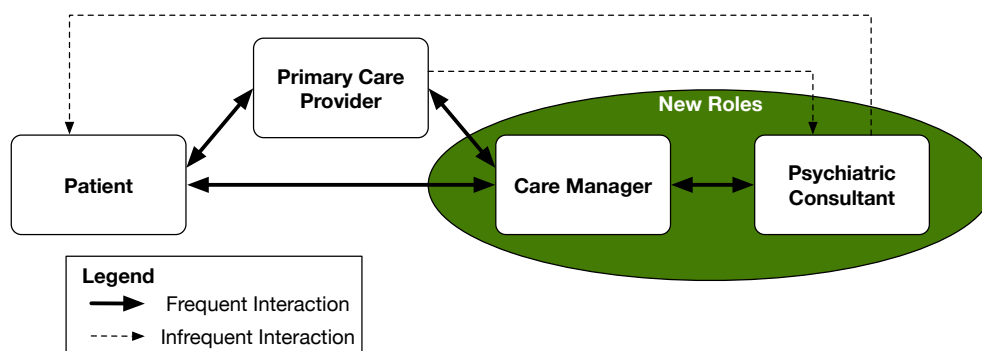 Primary Care
Provider
New Roles
Patient
Care Manager
Psychiatric
Consultant
Legend
Frequent Interaction
Infrequent Interaction